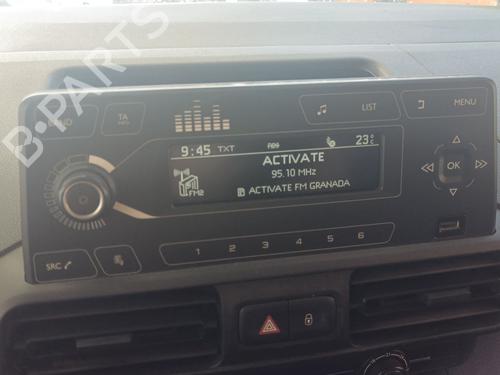 B-PARTS
TA
LIST
MENU
9:45 TXT 23°C
ACTIVATE
95.10 MHz
FM2
ACTIVATE FM GRANADA
OK
SRC
1 2 3 4 5 6